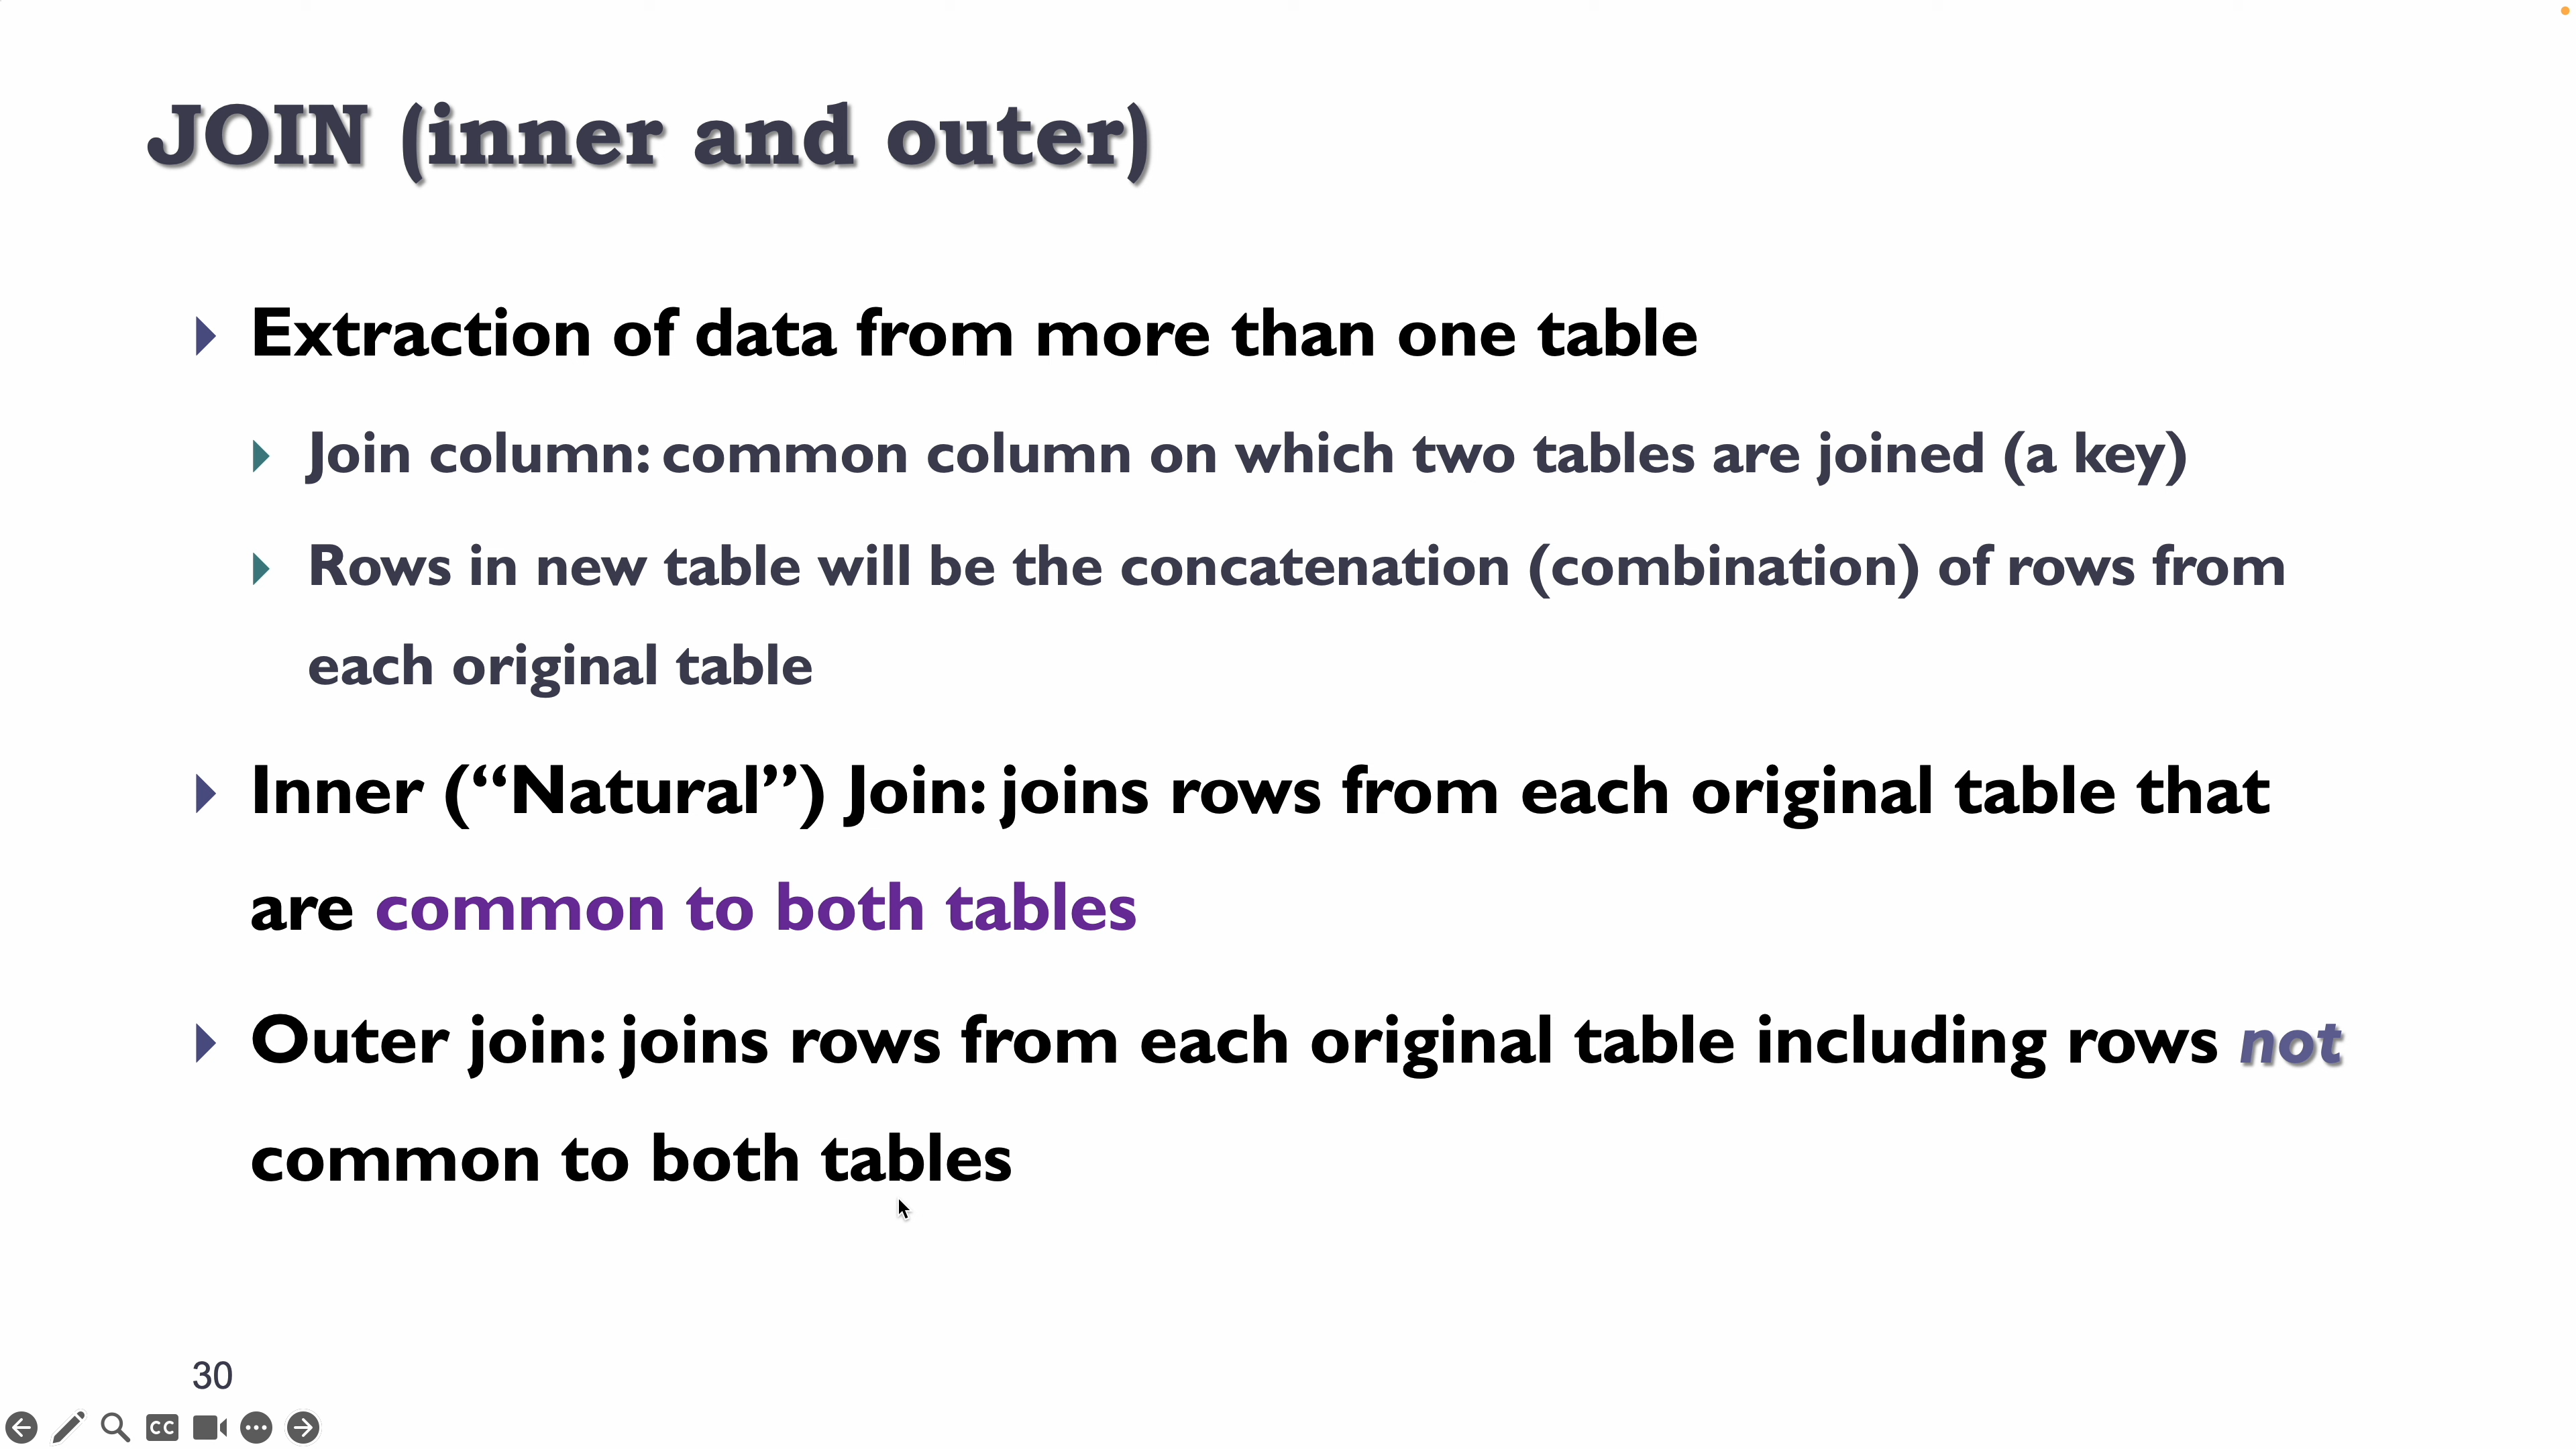 JOIN (inner and outer)
Extraction of data from more than one table
Join column: common column on which two tables are joined (a key)
Rows in new table will be the concatenation (combination) of rows from
each original table
Inner (“Natural”) Join: joins rows from each original table that
are common to both tables
Outer join: joins rows from each original table including rows not
common to both tables
30
CC